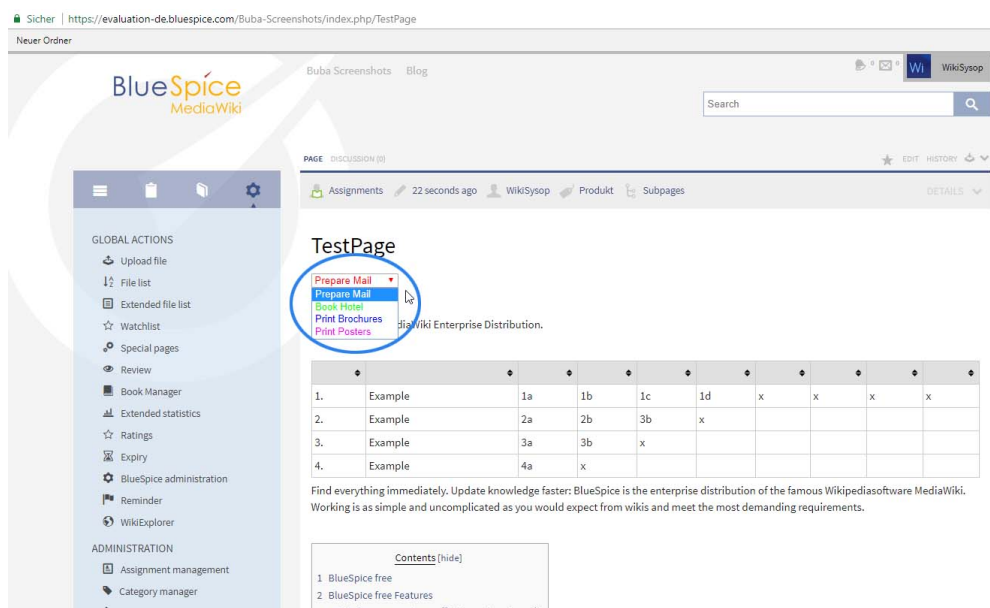 Sicher | https://evaluation-de.bluespice.com/Buba-Screenshots/index.php/TestPage
Neuer Ordner
BlueSpice
MediaWiki
Buba Screenshots Blog
0 0 Wi WikiSysop
Search
PAGE DISCUSSION (0) EDIT HISTORY
Assignments 22 seconds ago WikiSysop Produkt Subpages DETAILS
GLOBAL ACTIONS
Upload file
File list
Extended file list
Watchlist
Special pages
Review
Book Manager
Extended statistics
Ratings
Expiry
BlueSpice administration
Reminder
WikiExplorer
ADMINISTRATION
Assignment management
Category manager
TestPage
Prepare Mail
Prepare Mail
Book Hotel
Print Brochures
Print Posters
diaWiki Enterprise Distribution.
1. Example 1a 1b 1c 1d x x x x
2. Example 2a 2b 3b x
3. Example 3a 3b x
4. Example 4a x
Find everything immediately. Update knowledge faster: BlueSpice is the enterprise distribution of the famous Wikipediasoftware MediaWiki.
Working is as simple and uncomplicated as you would expect from wikis and meet the most demanding requirements.
Contents [hide]
1 BlueSpice free
2 BlueSpice free Features